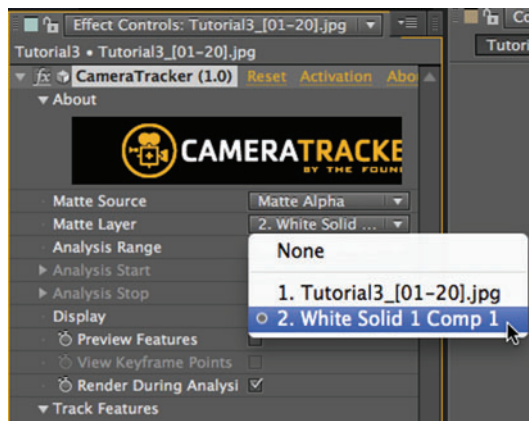 Effect Controls: Tutorial3_[01-20].jpg
Tutorial3 • Tutorial3_[01-20].jpg
fx CameraTracker (1.0) Reset Activation
About
CAMERATRACKE
BY THE FOUN
Matte Source Matte Alpha
Matte Layer 2. White Solid ...
Analysis Range
None
Analysis Start
1. Tutorial3_[01-20].jpg
Analysis Stop
2. White Solid 1 Comp 1
Display
Preview Features
View Keyframe Points
Render During Analysi
Track Features